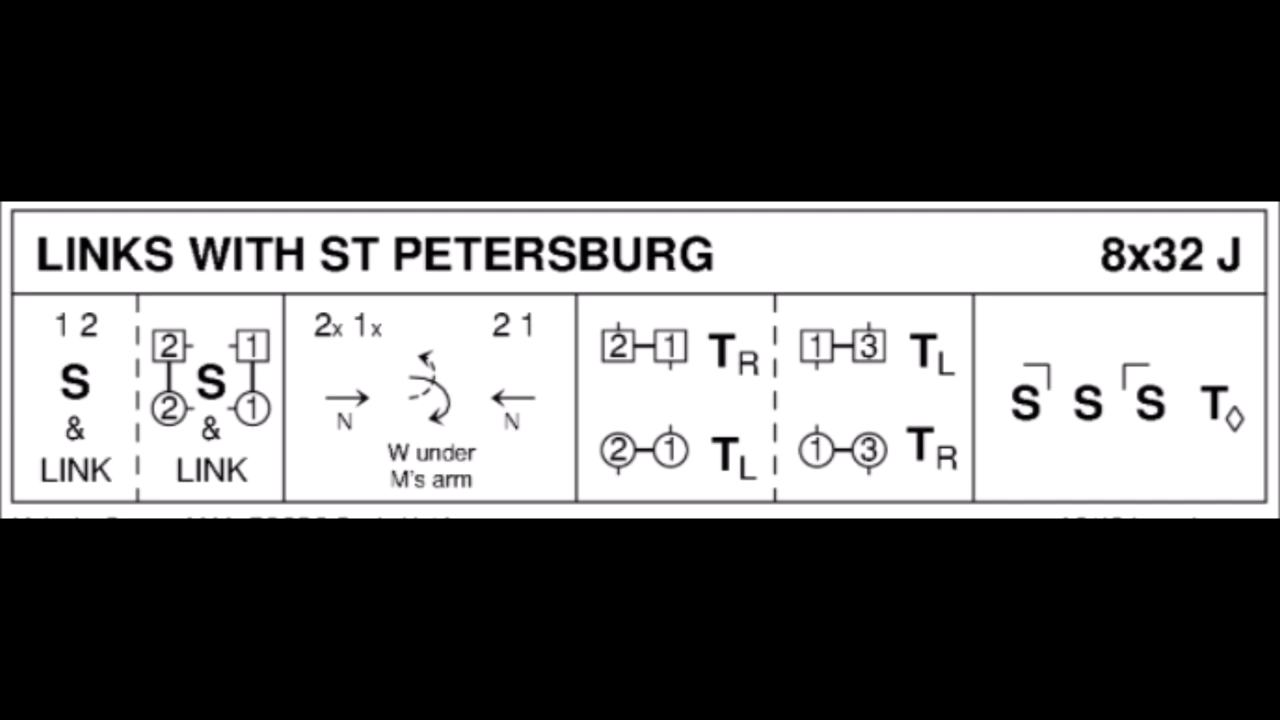 LINKS WITH ST PETERSBURG 8x32 J
1 2
S
&
LINK
2 1
S
2 1
&
LINK
2x 1x 2 1
N N
W under
M's arm
2 1 TR
2 1 TL
1 3 TL
1 3 TR
S S S T◊